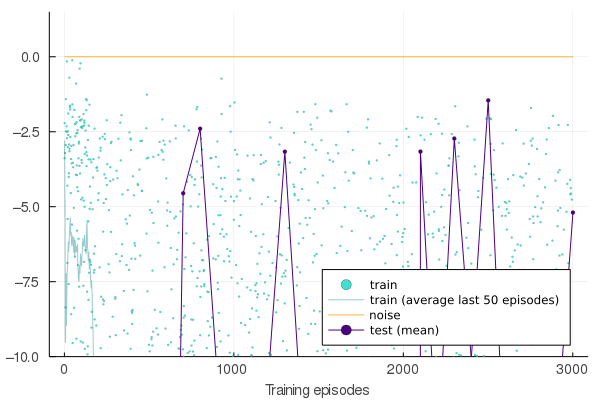 0.0
−2.5
−5.0
−7.5
−10.0
train
train (average last 50 episodes)
noise
test (mean)
0 1000 2000 3000
Training episodes